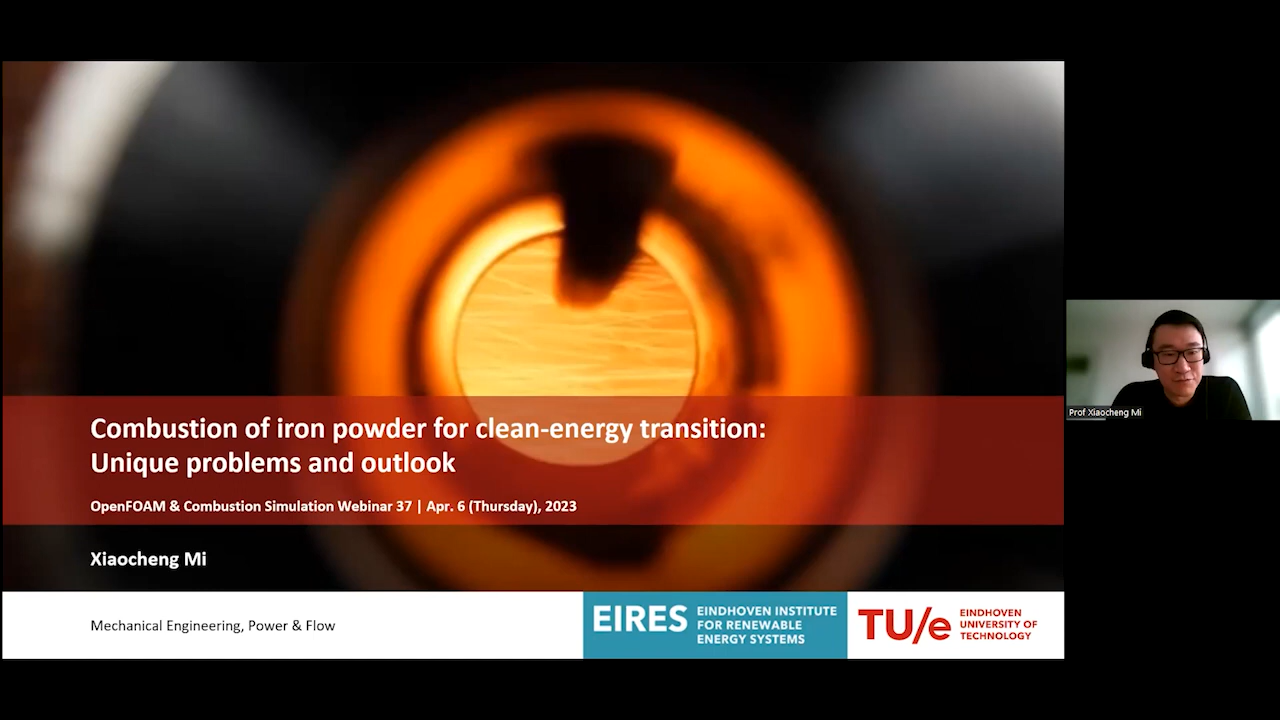 Combustion of iron powder for clean-energy transition:
Unique problems and outlook
OpenFOAM & Combustion Simulation Webinar 37 | Apr. 6 (Thursday), 2023
Xiaocheng Mi
Mechanical Engineering, Power & Flow
EIRES
EINDHOVEN INSTITUTE
FOR RENEWABLE
ENERGY SYSTEMS
TU/e
EINDHOVEN
UNIVERSITY OF
TECHNOLOGY
Prof Xiaocheng Mi